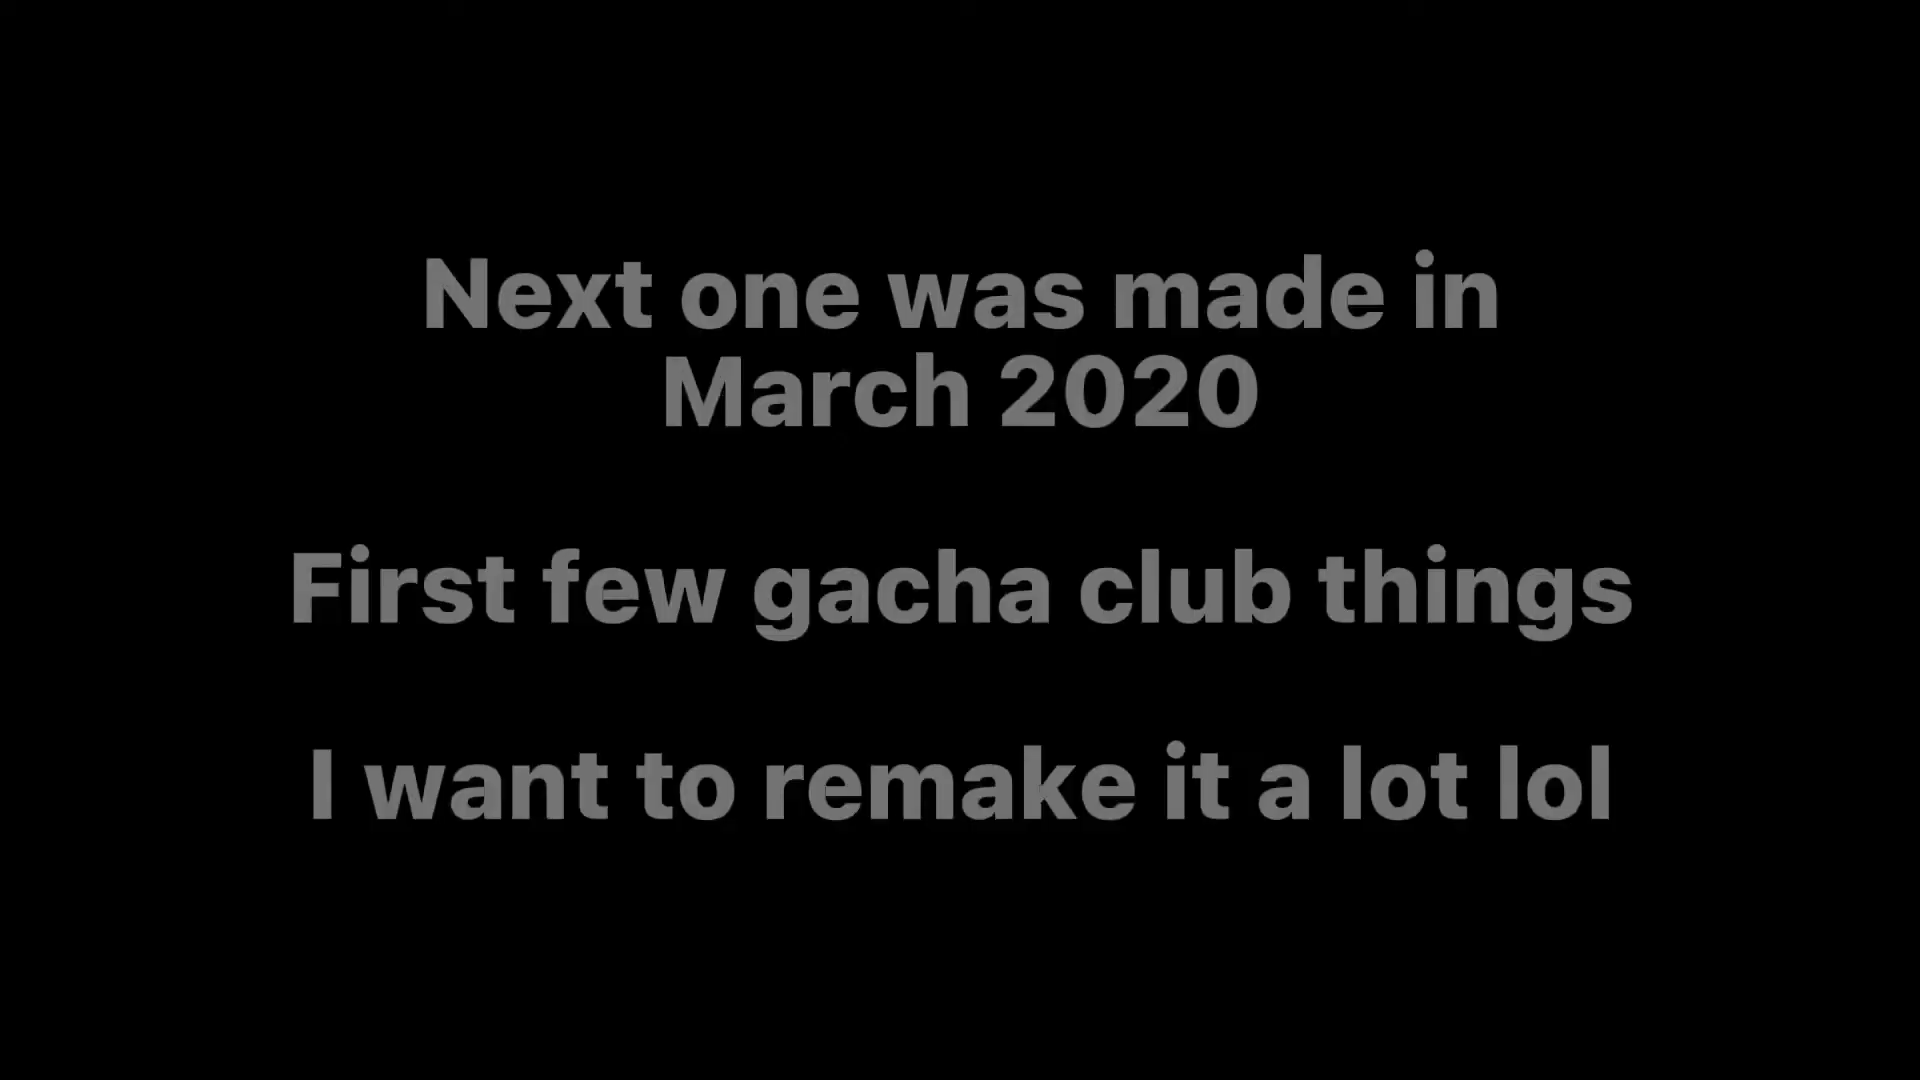 Next one was made in
March 2020
First few gacha club things
I want to remake it a lot lol